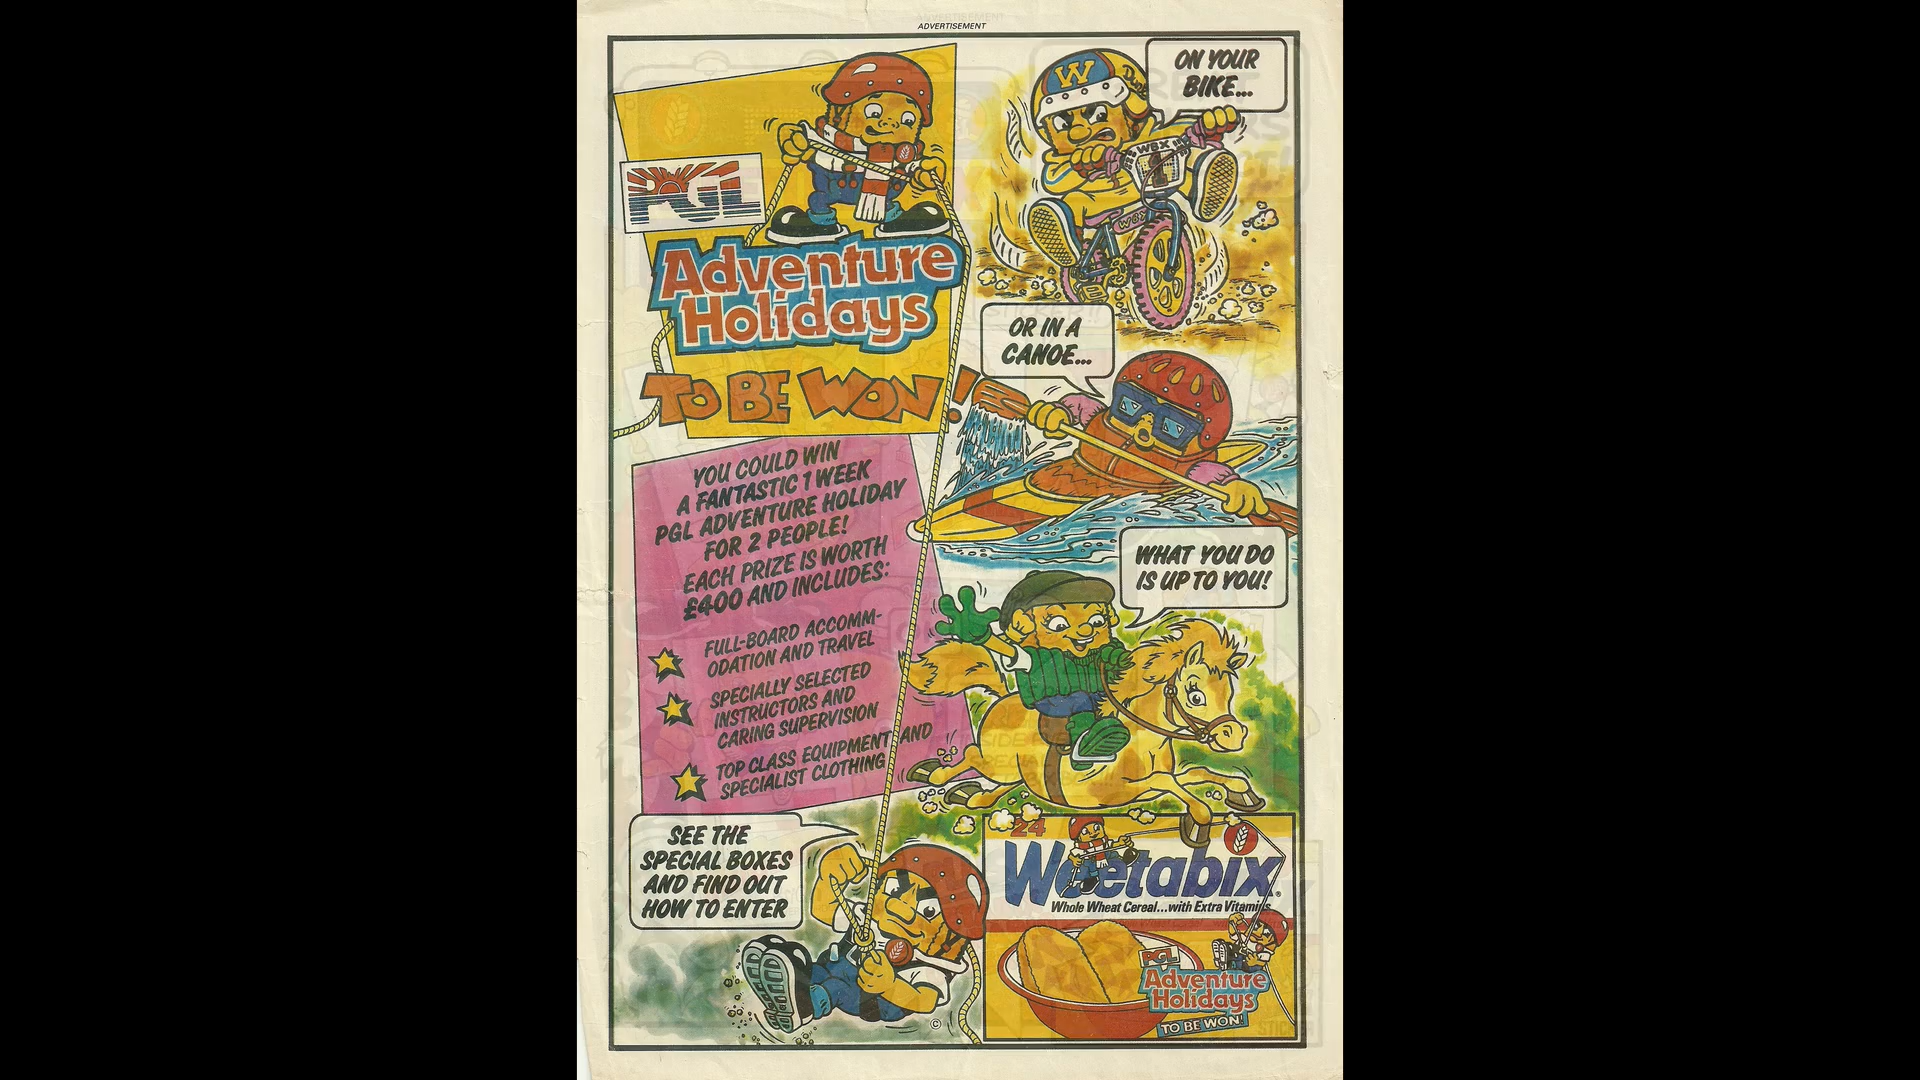 ADVERTISEMENT
PGL
Adventure
Holidays
TO BE WON!
YOU COULD WIN
A FANTASTIC 1 WEEK
PGL ADVENTURE HOLIDAY
FOR 2 PEOPLE!
EACH PRIZE IS WORTH
£400 AND INCLUDES:
FULL-BOARD ACCOMM-
ODATION AND TRAVEL
SPECIALLY SELECTED
INSTRUCTORS AND
CARING SUPERVISION
TOP CLASS EQUIPMENT AND
SPECIALIST CLOTHING
SEE THE
SPECIAL BOXES
AND FIND OUT
HOW TO ENTER
©
W
ON YOUR
BIKE...
WBX
1
WBX
OR IN A
CANOE...
WHAT YOU DO
IS UP TO YOU!
24
Weetabix
Whole Wheat Cereal...with Extra Vitamins
PGL
Adventure
Holidays
TO BE WON!